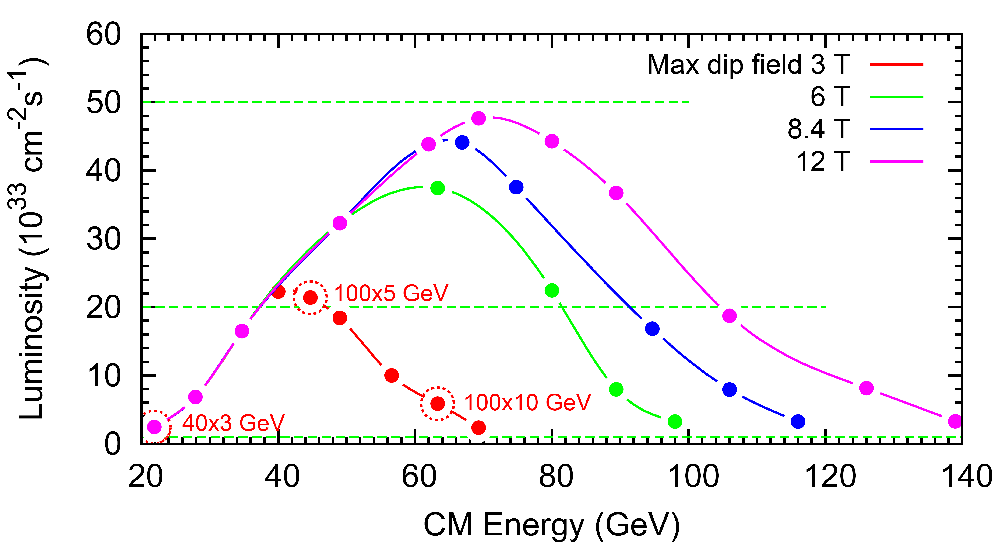 Luminosity (10^33 cm^-2 s^-1)
60
50
40
30
20
10
0
Max dip field 3 T
6 T
8.4 T
12 T
100x5 GeV
100x10 GeV
40x3 GeV
20 40 60 80 100 120 140
CM Energy (GeV)